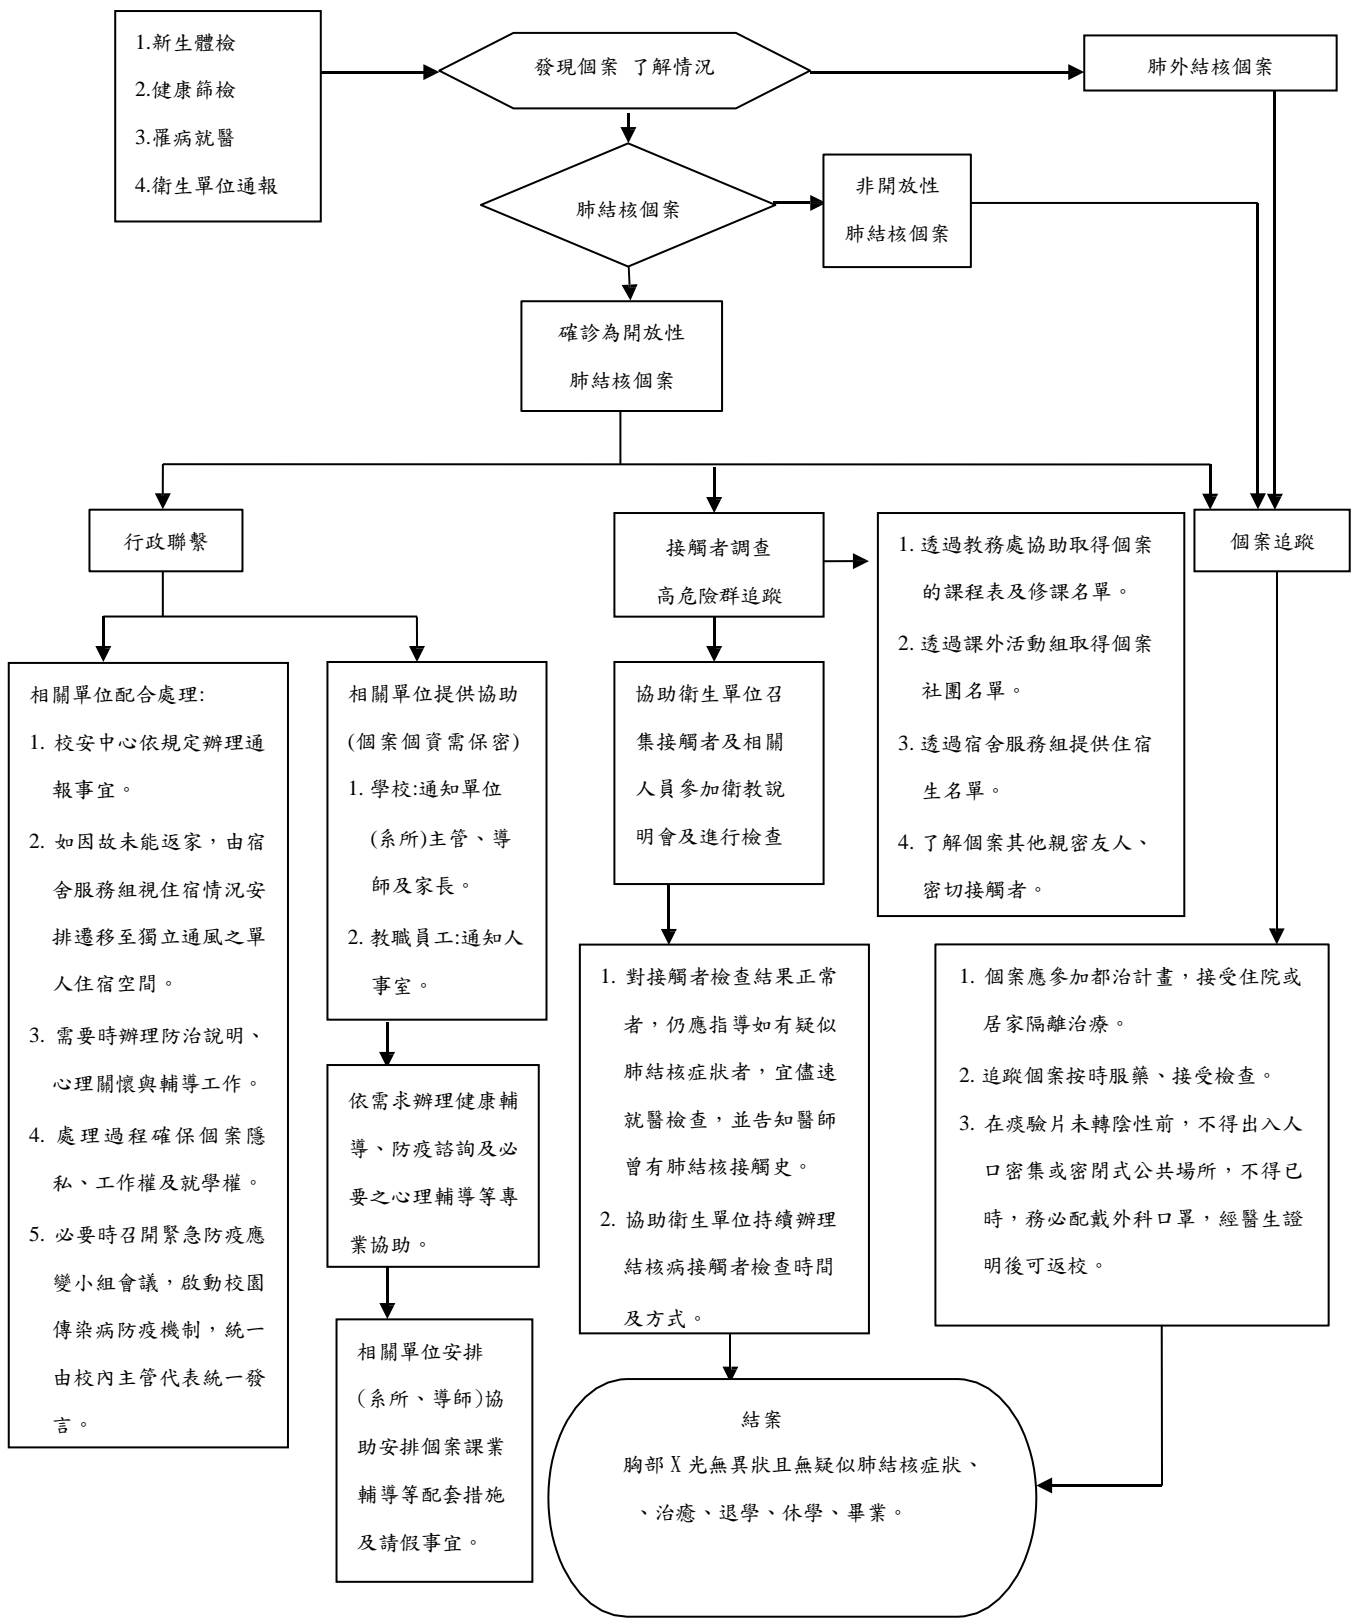 1.新生體檢
2.健康篩檢
3.罹病就醫
4.衛生單位通報
發現個案 了解情況
肺外結核個案
肺結核個案
非開放性
肺結核個案
確診為開放性
肺結核個案
行政聯繫
接觸者調查
高危險群追蹤
1. 透過教務處協助取得個案
的課程表及修課名單。
2. 透過課外活動組取得個案
社團名單。
3. 透過宿舍服務組提供住宿
生名單。
4. 了解個案其他親密友人、
密切接觸者。
個案追蹤
相關單位配合處理:
1. 校安中心依規定辦理通
報事宜。
2. 如因故未能返家，由宿
舍服務組視住宿情況安
排遷移至獨立通風之單
人住宿空間。
3. 需要時辦理防治說明、
心理關懷與輔導工作。
4. 處理過程確保個案隱
私、工作權及就學權。
5. 必要時召開緊急防疫應
變小組會議，啟動校園
傳染病防疫機制，統一
由校內主管代表統一發
言。
相關單位提供協助
(個案個資需保密)
1. 學校:通知單位
(系所)主管、導
師及家長。
2. 教職員工:通知人
事室。
依需求辦理健康輔
導、防疫諮詢及必
要之心理輔導等專
業協助。
相關單位安排
(系所、導師)協
助安排個案課業
輔導等配套措施
及請假事宜。
協助衛生單位召
集接觸者及相關
人員參加衛教說
明會及進行檢查
1. 對接觸者檢查結果正常
者，仍應指導如有疑似
肺結核症狀者，宜儘速
就醫檢查，並告知醫師
曾有肺結核接觸史。
2. 協助衛生單位持續辦理
結核病接觸者檢查時間
及方式。
1. 個案應參加都治計畫，接受住院或
居家隔離治療。
2. 追蹤個案按時服藥、接受檢查。
3. 在痰驗片未轉陰性前，不得出入人
口密集或密閉式公共場所，不得已
時，務必配戴外科口罩，經醫生證
明後可返校。
結案
胸部 X 光無異狀且無疑似肺結核症狀、
、治癒、退學、休學、畢業。